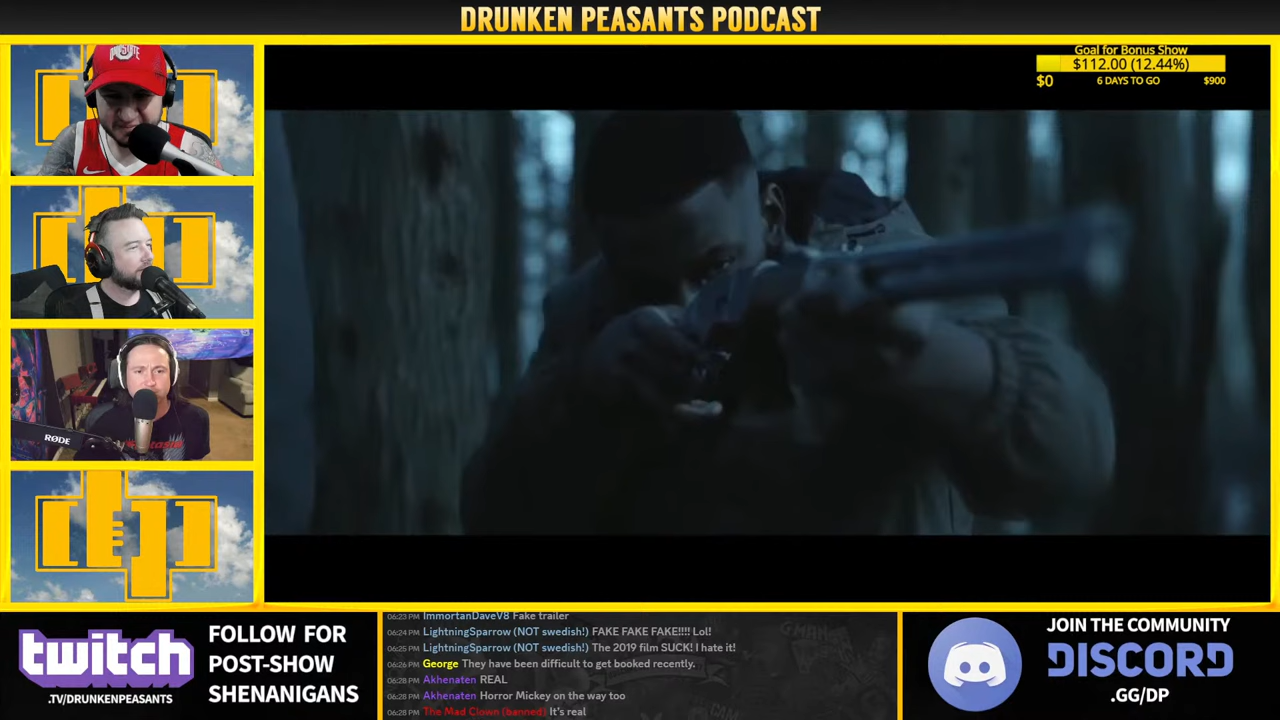 DRUNKEN PEASANTS PODCAST
Goal for Bonus Show
$112.00 (12.44%)
$0
6 DAYS TO GO
$900
RØDE
twitch
.TV/DRUNKENPEASANTS
FOLLOW FOR
POST-SHOW
SHENANIGANS
06:23 PM ImmortanDaveV8 Fake trailer
06:24 PM LightningSparrow (NOT swedish!) FAKE FAKE FAKE!!!! Lol!
06:25 PM LightningSparrow (NOT swedish!) The 2019 film SUCK! I hate it!
06:26 PM George They have been difficult to get booked recently.
06:28 PM Akhenaten REAL
06:28 PM Akhenaten Horror Mickey on the way too
06:28 PM The Mad Clown (banned) It's real
JOIN THE COMMUNITY
DISCORD
.GG/DP